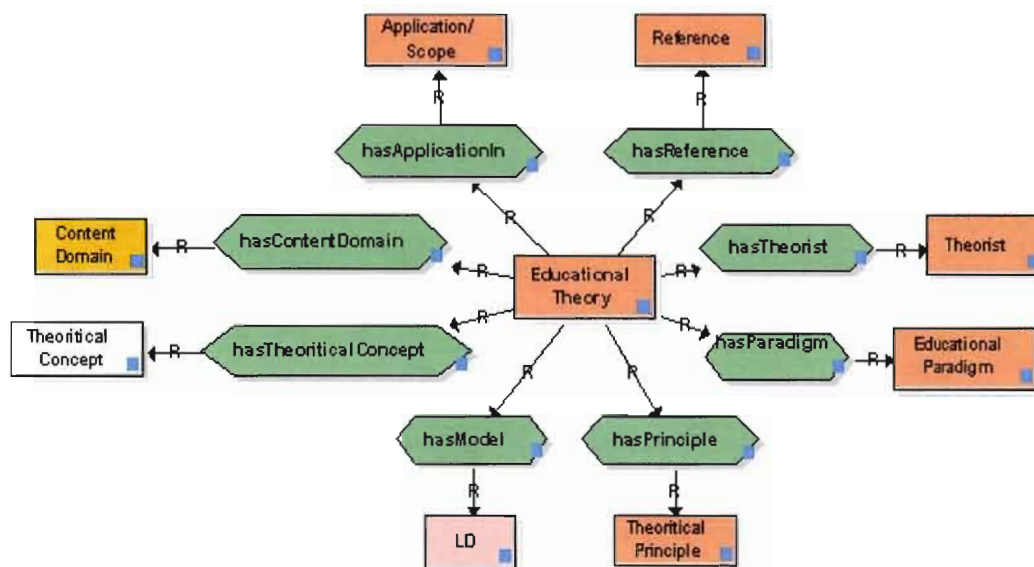 Application/
Scope
Reference
R
R
hasApplicationIn
hasReference
R
R
Content
Domain
R
hasContentDomain
hasTheorist
R
Theorist
R
Educational
Theory
R
Theoritical
Concept
R
hasTheoritical Concept
R
R
hasParadigm
R
Educational
Paradigm
R
R
hasModel
hasPrinciple
R
R
LD
Theoritical
Principle